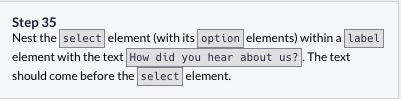 Step 35
Nest the select element (with its option elements) within a label
element with the text How did you hear about us?. The text
should come before the select element.